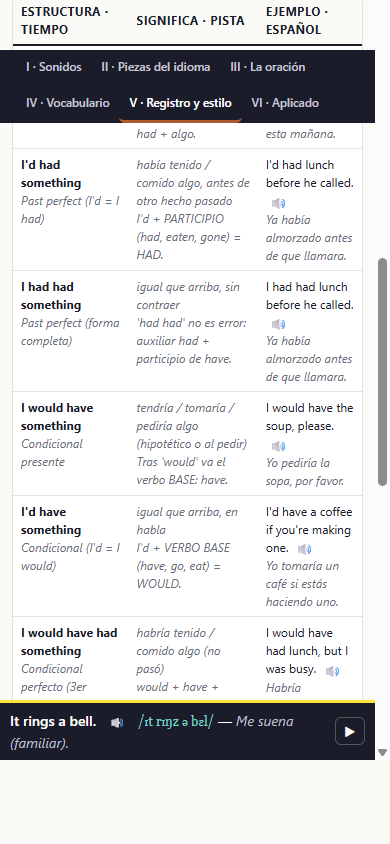 ESTRUCTURA · TIEMPO
SIGNIFICA · PISTA
EJEMPLO · ESPAÑOL
I · Sonidos
II · Piezas del idioma
III · La oración
IV · Vocabulario
V · Registro y estilo
VI · Aplicado
had + algo.
esta mañana.
I'd had
something
Past perfect (I'd = I
had)
había tenido /
comido algo, antes de
otro hecho pasado
I'd + PARTICIPIO
(had, eaten, gone) =
HAD.
I'd had lunch
before he called.
Ya había
almorzado antes
de que llamara.
I had had
something
Past perfect (forma
completa)
igual que arriba, sin
contraer
'had had' no es error:
auxiliar had +
participio de have.
I had had lunch
before he called.
Ya había
almorzado antes
de que llamara.
I would have
something
Condicional
presente
tendría / tomaría /
pediría algo
(hipotético o al pedir)
Tras 'would' va el
verbo BASE: have.
I would have the
soup, please.
Yo pediría la
sopa, por favor.
I'd have
something
Condicional (I'd = I
would)
igual que arriba, en
habla
I'd + VERBO BASE
(have, go, eat) =
WOULD.
I'd have a coffee
if you're making
one.
Yo tomaría un
café si estás
haciendo uno.
I would have had
something
Condicional
perfecto (3er
habría tenido /
comido algo (no
pasó)
would + have +
I would have
had lunch, but I
was busy.
Habría
It rings a bell. /ɪt rɪŋz ə bɛl/ — Me suena
(familiar).